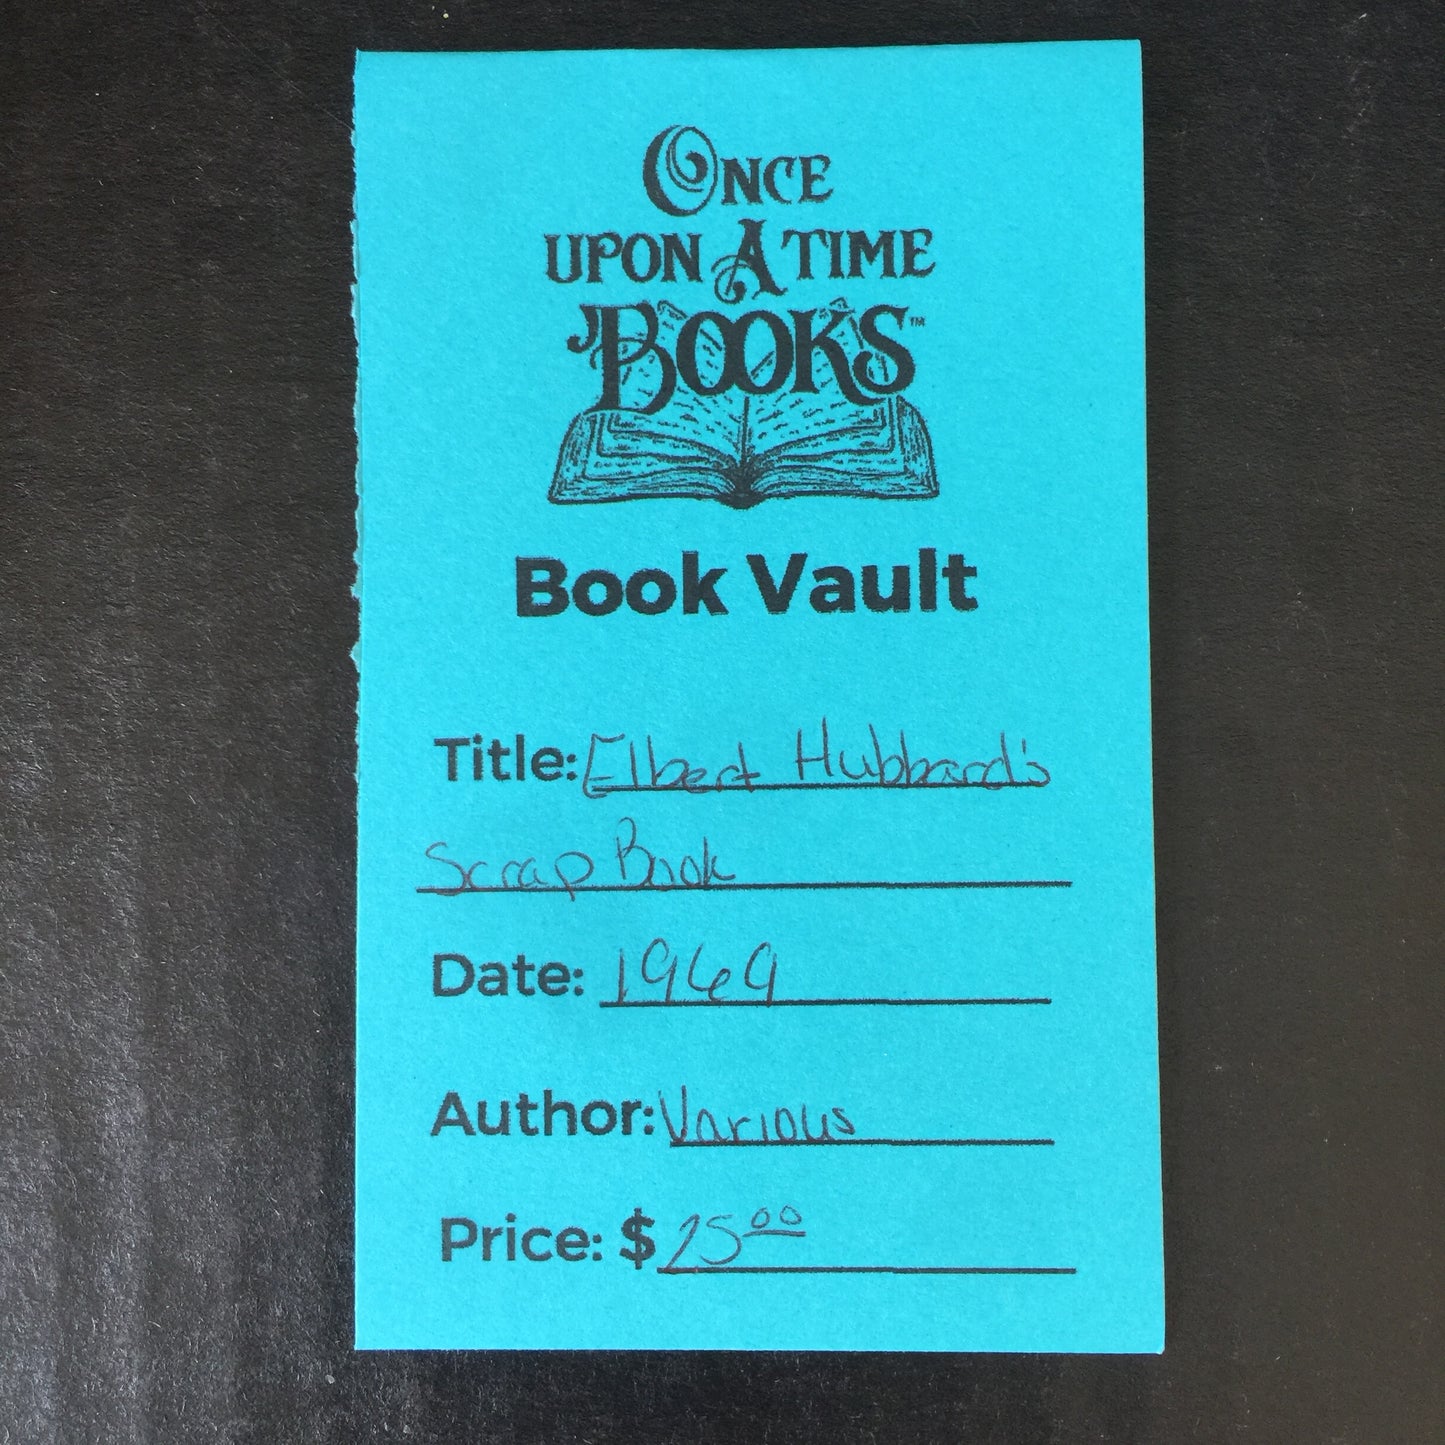 ONCE
UPON A TIME
BOOKS™
Book Vault
Title: Elbert Hubbard's
Scrap Book
Date: 1969
Author: Various
Price: $ 25.00